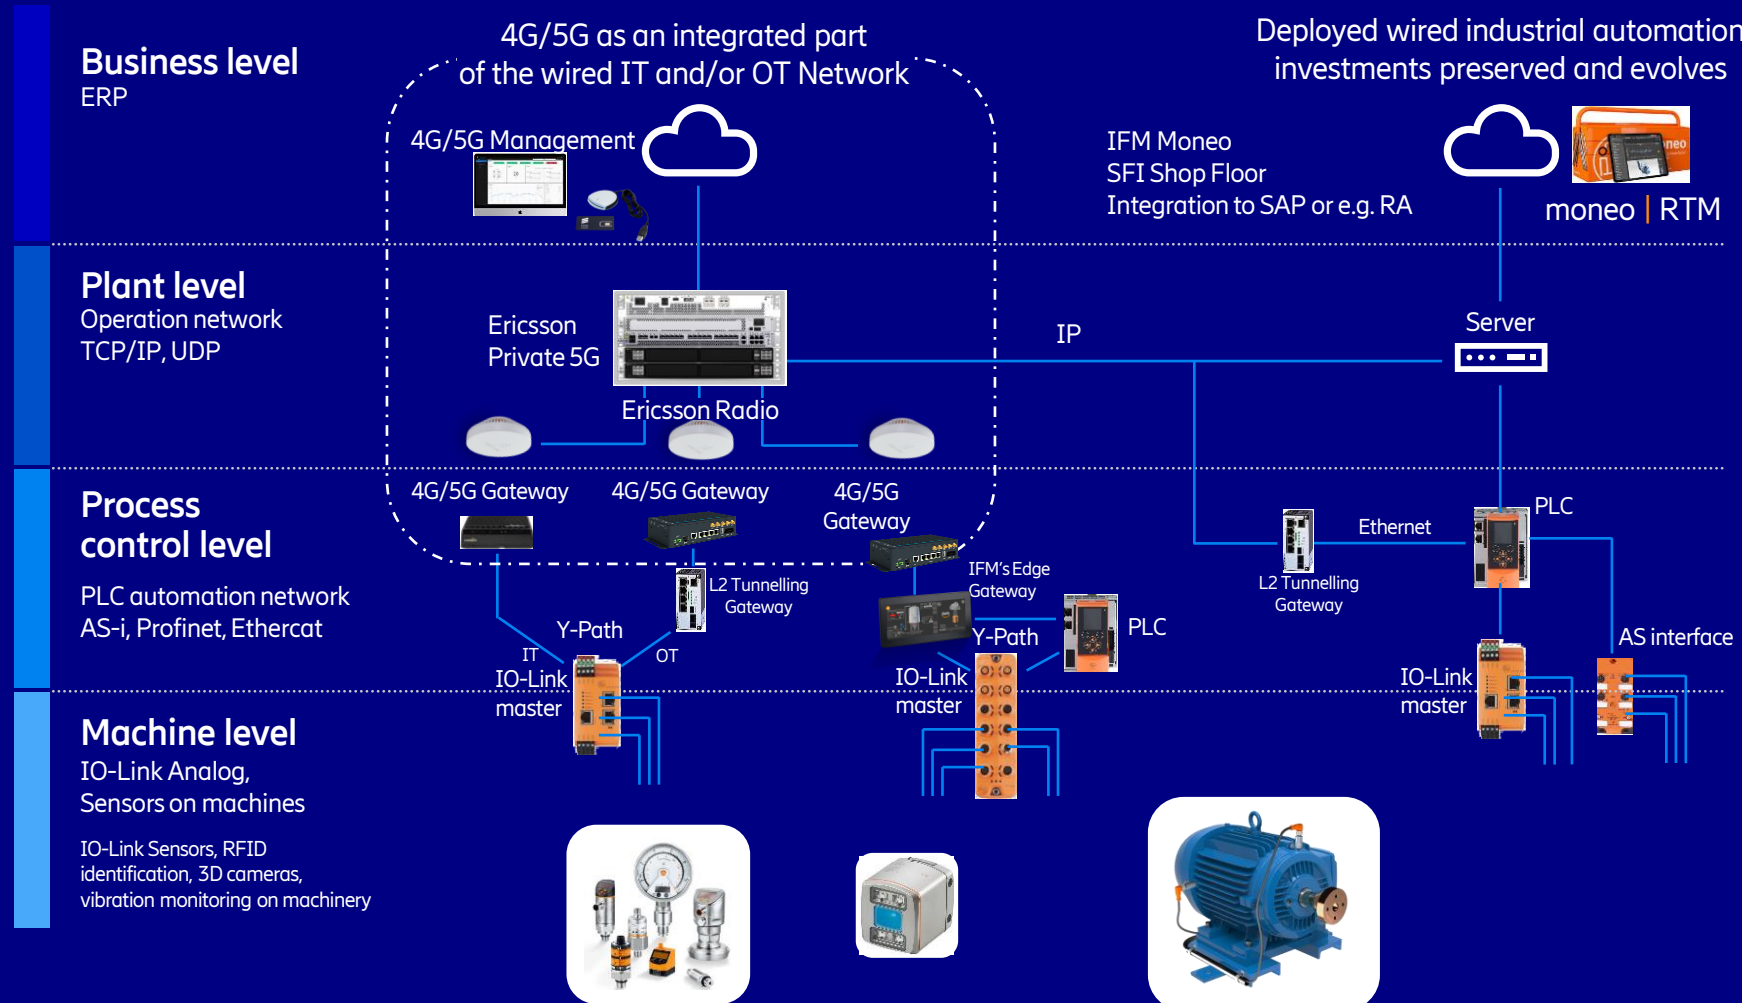 Business level
ERP
4G/5G as an integrated part
of the wired IT and/or OT Network
Deployed wired industrial automation
investments preserved and evolves
4G/5G Management
IFM Moneo
SFI Shop Floor
Integration to SAP or e.g. RA
moneo | RTM
Plant level
Operation network
TCP/IP, UDP
Ericsson
Private 5G
IP
Server
Ericsson Radio
Process
control level
PLC automation network
AS-i, Profinet, Ethercat
4G/5G Gateway
4G/5G Gateway
4G/5G
Gateway
L2 Tunnelling
Gateway
IFM's Edge
Gateway
PLC
Ethernet
L2 Tunnelling
Gateway
PLC
Y-Path
IT
OT
IO-Link
master
Y-Path
IO-Link
master
IO-Link
master
AS interface
Machine level
IO-Link Analog,
Sensors on machines
IO-Link Sensors, RFID
identification, 3D cameras,
vibration monitoring on machinery